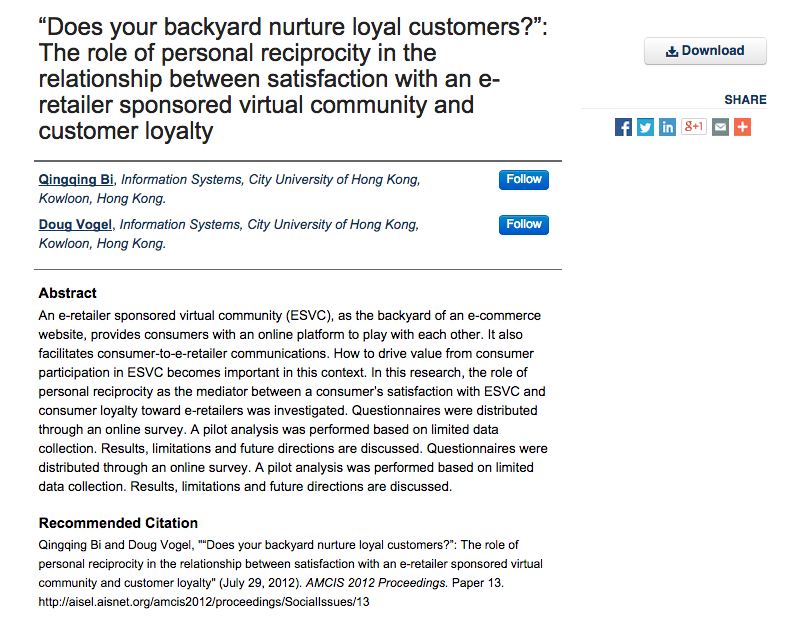 “Does your backyard nurture loyal customers?”:
The role of personal reciprocity in the
relationship between satisfaction with an e-
retailer sponsored virtual community and
customer loyalty
Download
SHARE
f
in
g+1
Qingqing Bi, Information Systems, City University of Hong Kong,
Kowloon, Hong Kong.
Follow
Doug Vogel, Information Systems, City University of Hong Kong,
Kowloon, Hong Kong.
Follow
Abstract
An e-retailer sponsored virtual community (ESVC), as the backyard of an e-commerce
website, provides consumers with an online platform to play with each other. It also
facilitates consumer-to-e-retailer communications. How to drive value from consumer
participation in ESVC becomes important in this context. In this research, the role of
personal reciprocity as the mediator between a consumer’s satisfaction with ESVC and
consumer loyalty toward e-retailers was investigated. Questionnaires were distributed
through an online survey. A pilot analysis was performed based on limited data
collection. Results, limitations and future directions are discussed. Questionnaires were
distributed through an online survey. A pilot analysis was performed based on limited
data collection. Results, limitations and future directions are discussed.
Recommended Citation
Qingqing Bi and Doug Vogel, "“Does your backyard nurture loyal customers?”: The role of
personal reciprocity in the relationship between satisfaction with an e-retailer sponsored virtual
community and customer loyalty" (July 29, 2012). AMCIS 2012 Proceedings. Paper 13.
http://aisel.aisnet.org/amcis2012/proceedings/SocialIssues/13